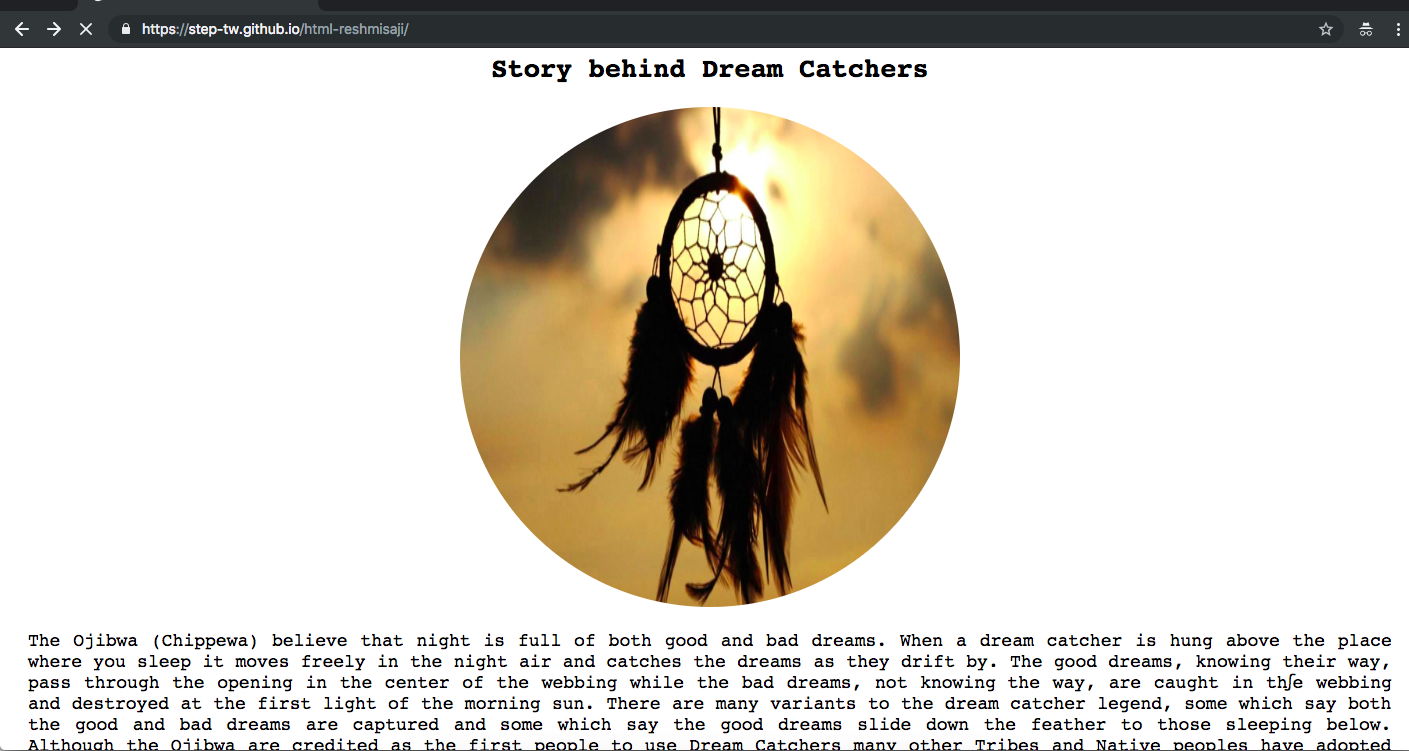 https://step-tw.github.io/html-reshmisaji/
Story behind Dream Catchers
The Ojibwa (Chippewa) believe that night is full of both good and bad dreams. When a dream catcher is hung above the place
where you sleep it moves freely in the night air and catches the dreams as they drift by. The good dreams, knowing their way,
pass through the opening in the center of the webbing while the bad dreams, not knowing the way, are caught in the webbing
and destroyed at the first light of the morning sun. There are many variants to the dream catcher legend, some which say both
the good and bad dreams are captured and some which say the good dreams slide down the feather to those sleeping below.
Although the Ojibwa are credited as the first people to use Dream Catchers many other Tribes and Native peoples have adopted